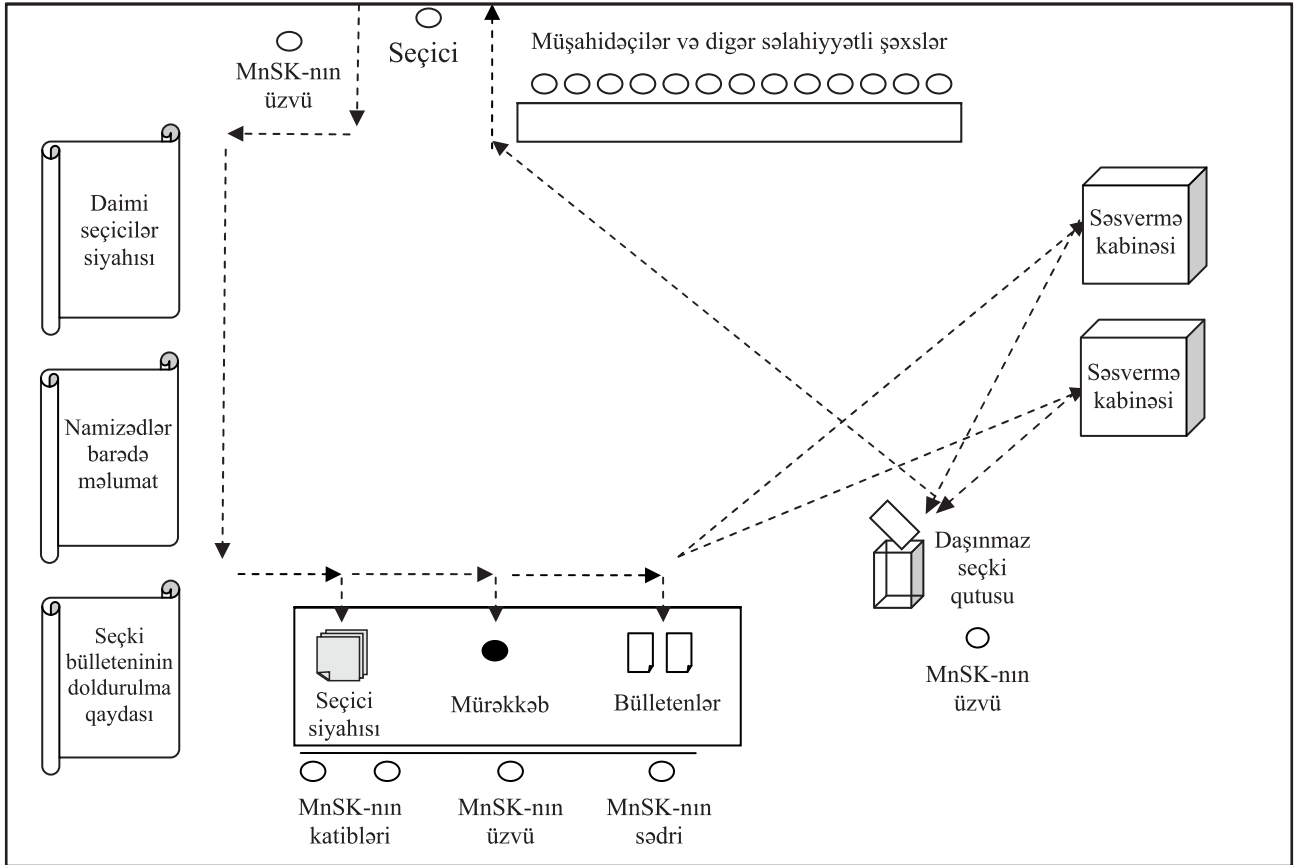 MnSK-nın
üzvü
Seçici
Müşahidəçilər və digər səlahiyyətli şəxslər
Daimi
seçicilər
siyahısı
Səsvermə
kabinəsi
Səsvermə
kabinəsi
Namizədlər
barədə
məlumat
Daşınmaz
seçki
qutusu
MnSK-nın
üzvü
Seçki
bülleteninin
doldurulma
qaydası
Seçici
siyahısı
Mürəkkəb
Bülletenlər
MnSK-nın
katibləri
MnSK-nın
üzvü
MnSK-nın
sədri